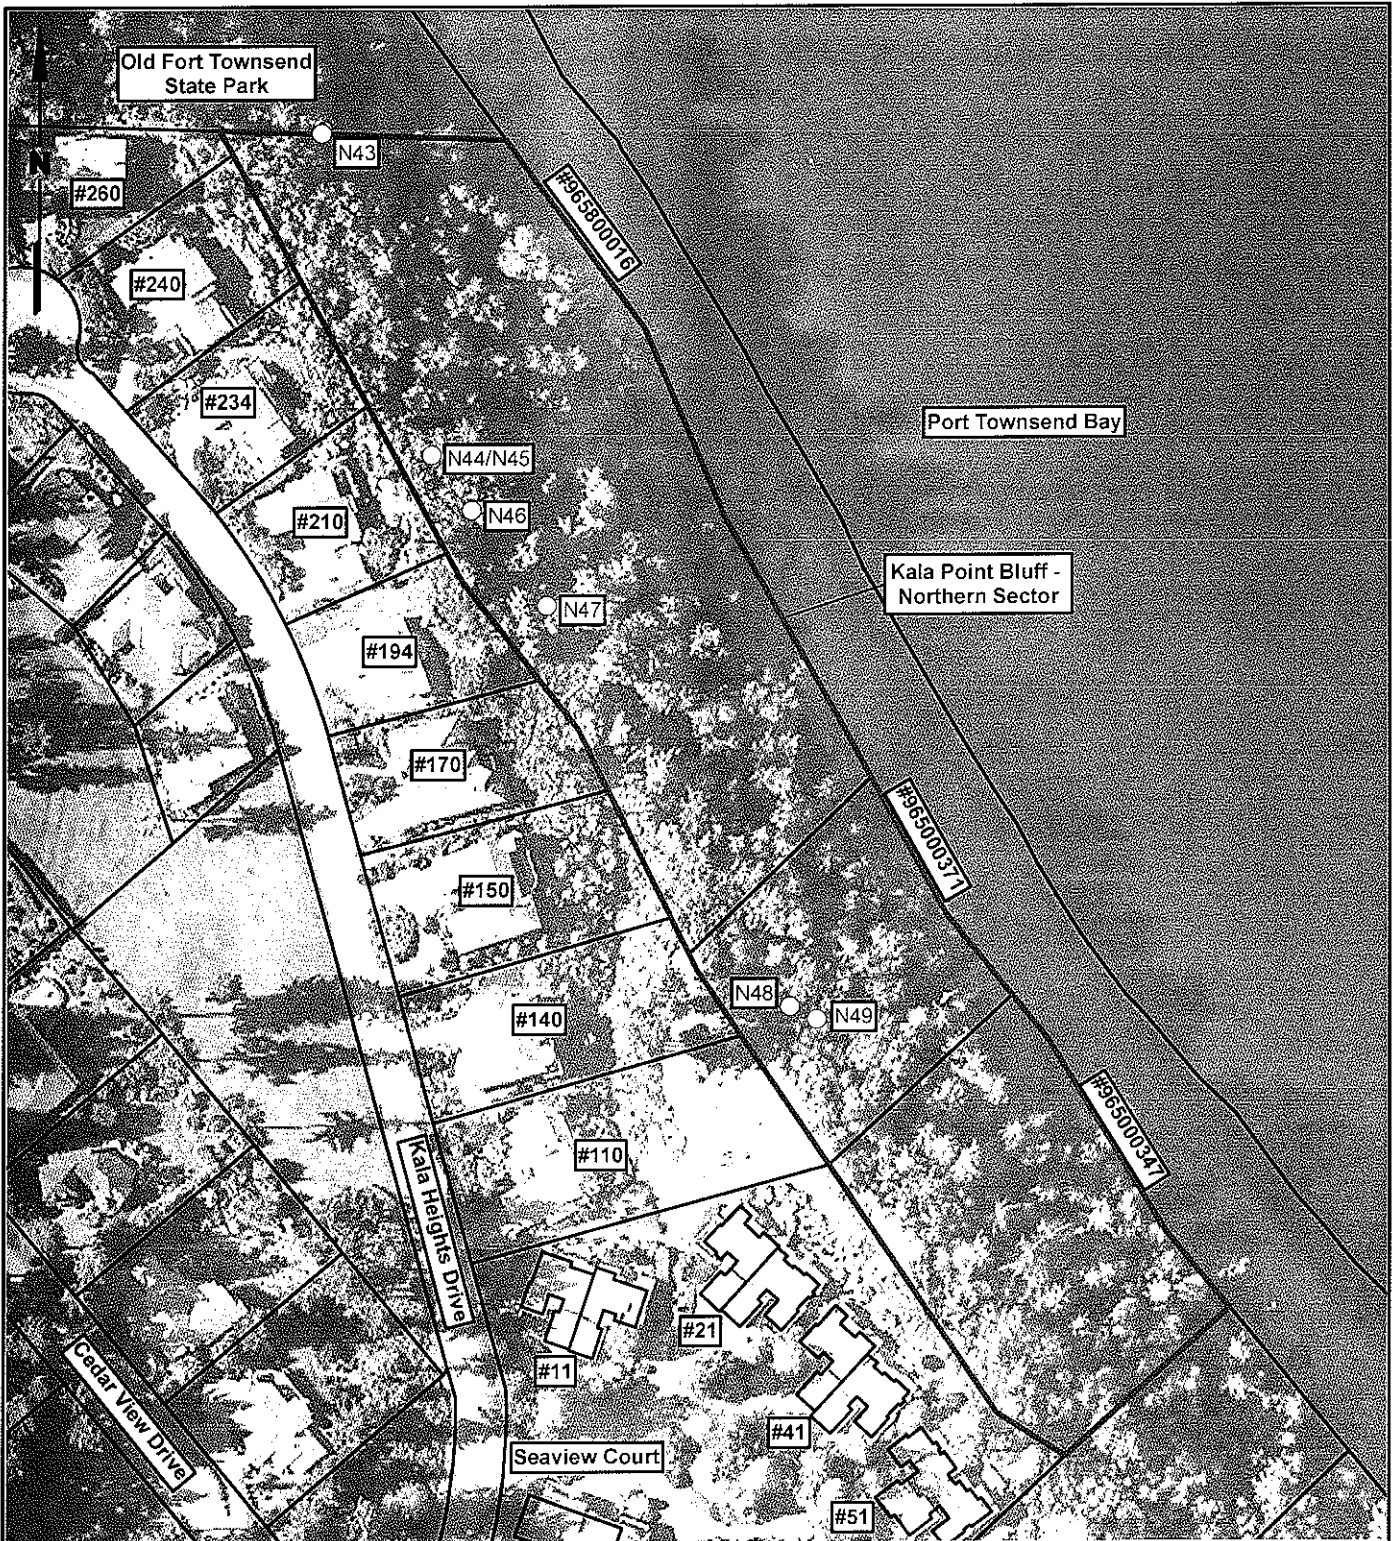 Old Fort Townsend
State Park
N43
N
#260
#965800016
#240
#234
Port Townsend Bay
N44/N45
N46
#210
Kala Point Bluff -
Northern Sector
N47
#194
#170
#965000371
#150
N48
N49
#140
#965000347
#110
Kala Heights Drive
#21
#11
Cedar View Drive
#41
Seaview Court
#51